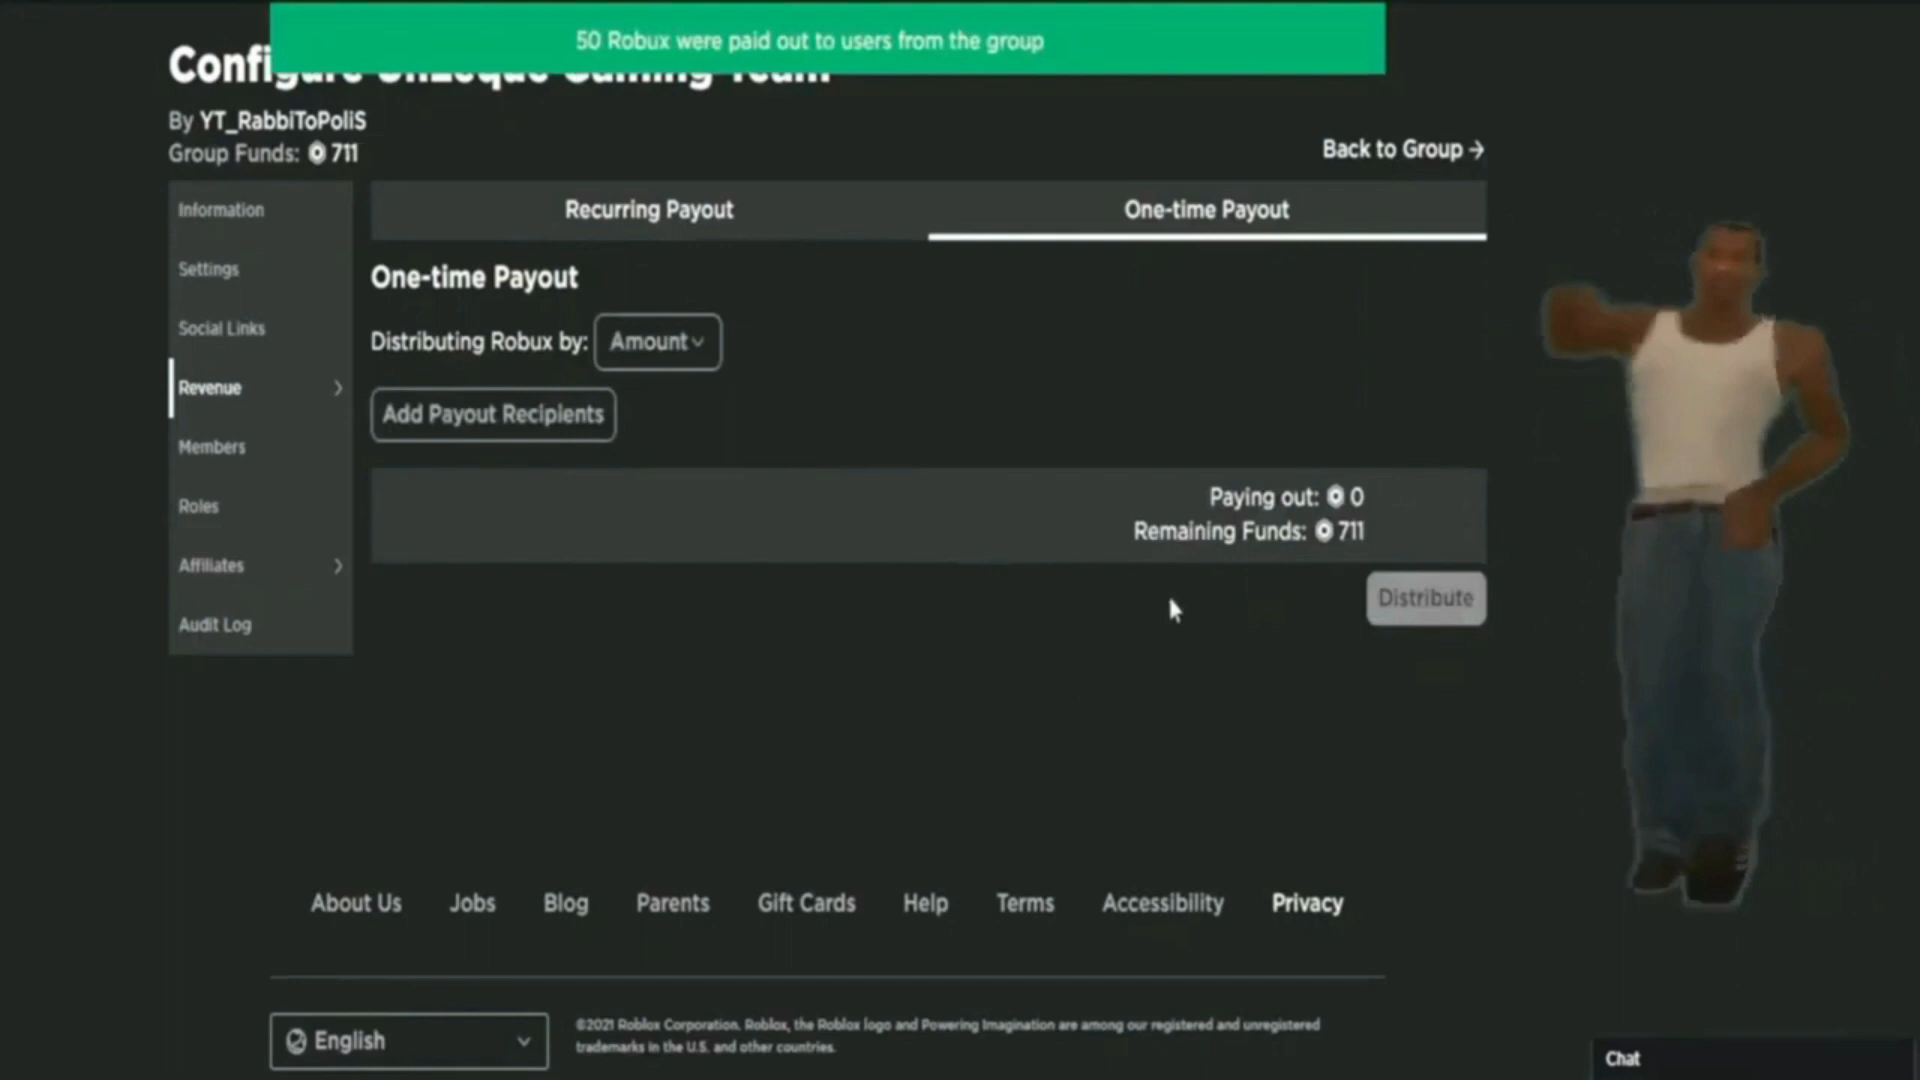 50 Robux were paid out to users from the group
Gaming Team
By YT_RabbiToPoliS
Group Funds: 711
Back to Group →
Information
Settings
Social Links
Revenue
Members
Roles
Affiliates
Audit Log
Recurring Payout
One-time Payout
One-time Payout
Distributing Robux by: Amount
Add Payout Recipients
Paying out: 0
Remaining Funds: 711
Distribute
About Us Jobs Blog Parents Gift Cards Help Terms Accessibility Privacy
English
©2021 Roblox Corporation. Roblox, the Roblox logo and Powering Imagination are among our registered and unregistered
trademarks in the U.S. and other countries.
Chat